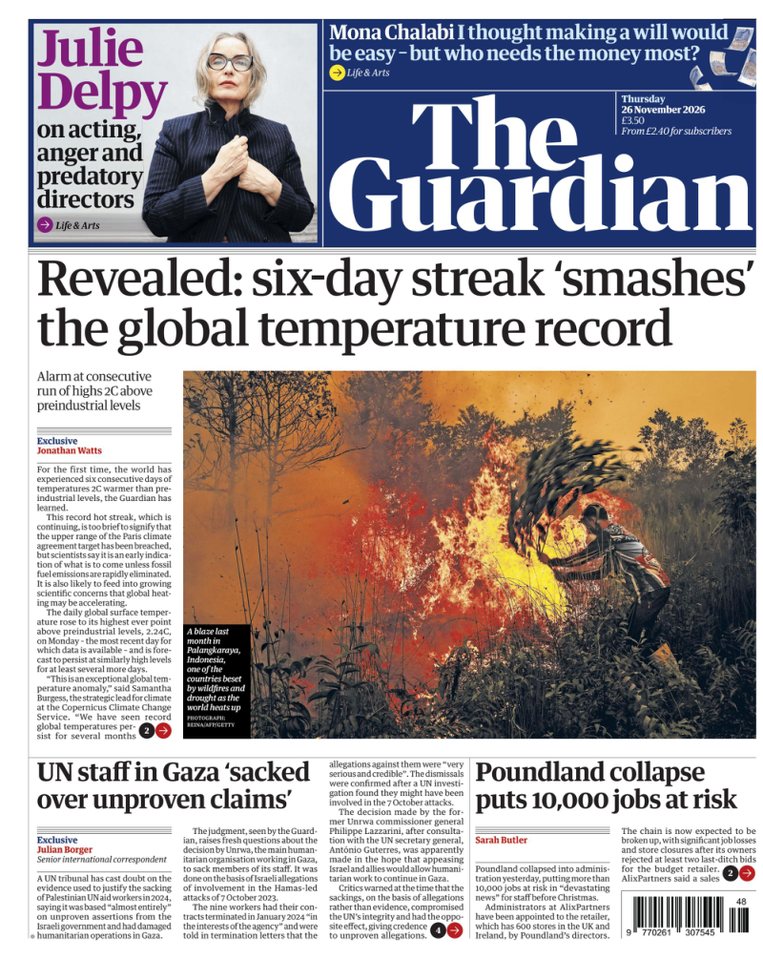 Julie
Delpy
on acting,
anger and
predatory
directors
Life & Arts
Mona Chalabi I thought making a will would
be easy – but who needs the money most?
Life & Arts
Thursday
26 November 2026
£3.50
From £2.40 for subscribers
The
Guardian
Revealed: six-day streak ‘smashes’
the global temperature record
Alarm at consecutive
run of highs 2C above
preindustrial levels
Exclusive
Jonathan Watts
For the first time, the world has
experienced six consecutive days of
temperatures 2C warmer than pre-
industrial levels, the Guardian has
learned.
This record hot streak, which is
continuing, is too brief to signify that
the upper range of the Paris climate
agreement target has been breached,
but scientists say it is an early indica-
tion of what is to come unless fossil
fuel emissions are rapidly eliminated.
It is also likely to feed into growing
scientific concerns that global heat-
ing may be accelerating.
The daily global surface temper-
ature rose to its highest ever point
above preindustrial levels, 2.24C,
on Monday – the most recent day for
which data is available – and is fore-
cast to persist at similarly high levels
for at least several more days.
“This is an exceptional global tem-
perature anomaly,” said Samantha
Burgess, the strategic lead for climate
at the Copernicus Climate Change
Service. “We have seen record
global temperatures per-
sist for several months
2
A blaze last
month in
Palangkaraya,
Indonesia,
one of the
countries beset
by wildfires and
drought as the
world heats up
PHOTOGRAPH:
REINA/AFP/GETTY
UN staff in Gaza ‘sacked
over unproven claims’
Exclusive
Julian Borger
Senior international correspondent
A UN tribunal has cast doubt on the
evidence used to justify the sacking
of Palestinian UN aid workers in 2024,
saying it was based “almost entirely”
on unproven assertions from the
Israeli government and had damaged
humanitarian operations in Gaza.
The judgment, seen by the Guard-
ian, raises fresh questions about the
decision by Unrwa, the main human-
itarian organisation working in Gaza,
to sack members of its staff. It was
done on the basis of Israeli allegations
of involvement in the Hamas-led
attacks of 7 October 2023.
The nine workers had their con-
tracts terminated in January 2024 “in
the interests of the agency” and were
told in termination letters that the
allegations against them were “very
serious and credible”. The dismissals
were confirmed after a UN investi-
gation found they might have been
involved in the 7 October attacks.
The decision made by the for-
mer Unrwa commissioner general
Philippe Lazzarini, after consulta-
tion with the UN secretary general,
António Guterres, was apparently
made in the hope that appeasing
Israel and allies would allow human-
itarian work to continue in Gaza.
Critics warned at the time that the
sackings, on the basis of allegations
rather than evidence, compromised
the UN’s integrity and had the oppo-
site effect, giving credence
to unproven allegations.
4
Poundland collapse
puts 10,000 jobs at risk
Sarah Butler
Poundland collapsed into adminis-
tration yesterday, putting more than
10,000 jobs at risk in “devastating
news” for staff before Christmas.
Administrators at AlixPartners
have been appointed to the retailer,
which has 600 stores in the UK and
Ireland, by Poundland’s directors.
The chain is now expected to be
broken up, with significant job losses
and store closures after its owners
rejected at least two last-ditch bids
for the budget retailer.
AlixPartners said a sales
2
48
9 770261 307545